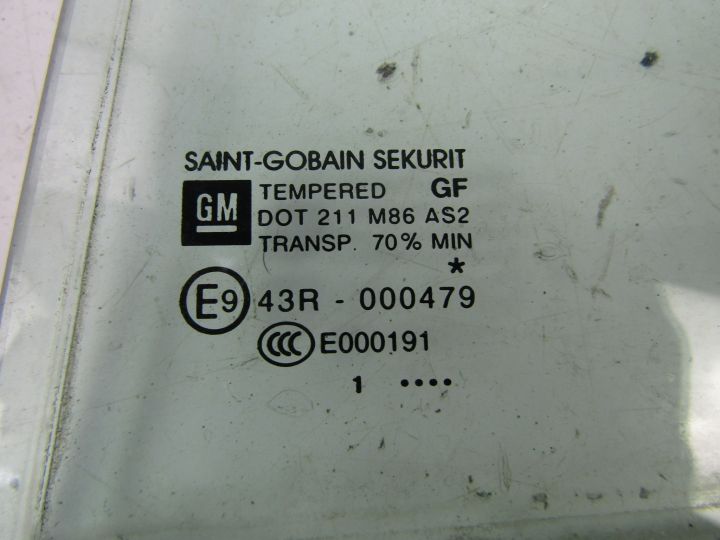 SAINT-GOBAIN SEKURIT
GM TEMPERED GF
DOT 211 M86 AS2
TRANSP. 70% MIN
*
E9 43R - 000479
CCC E000191
1 ....